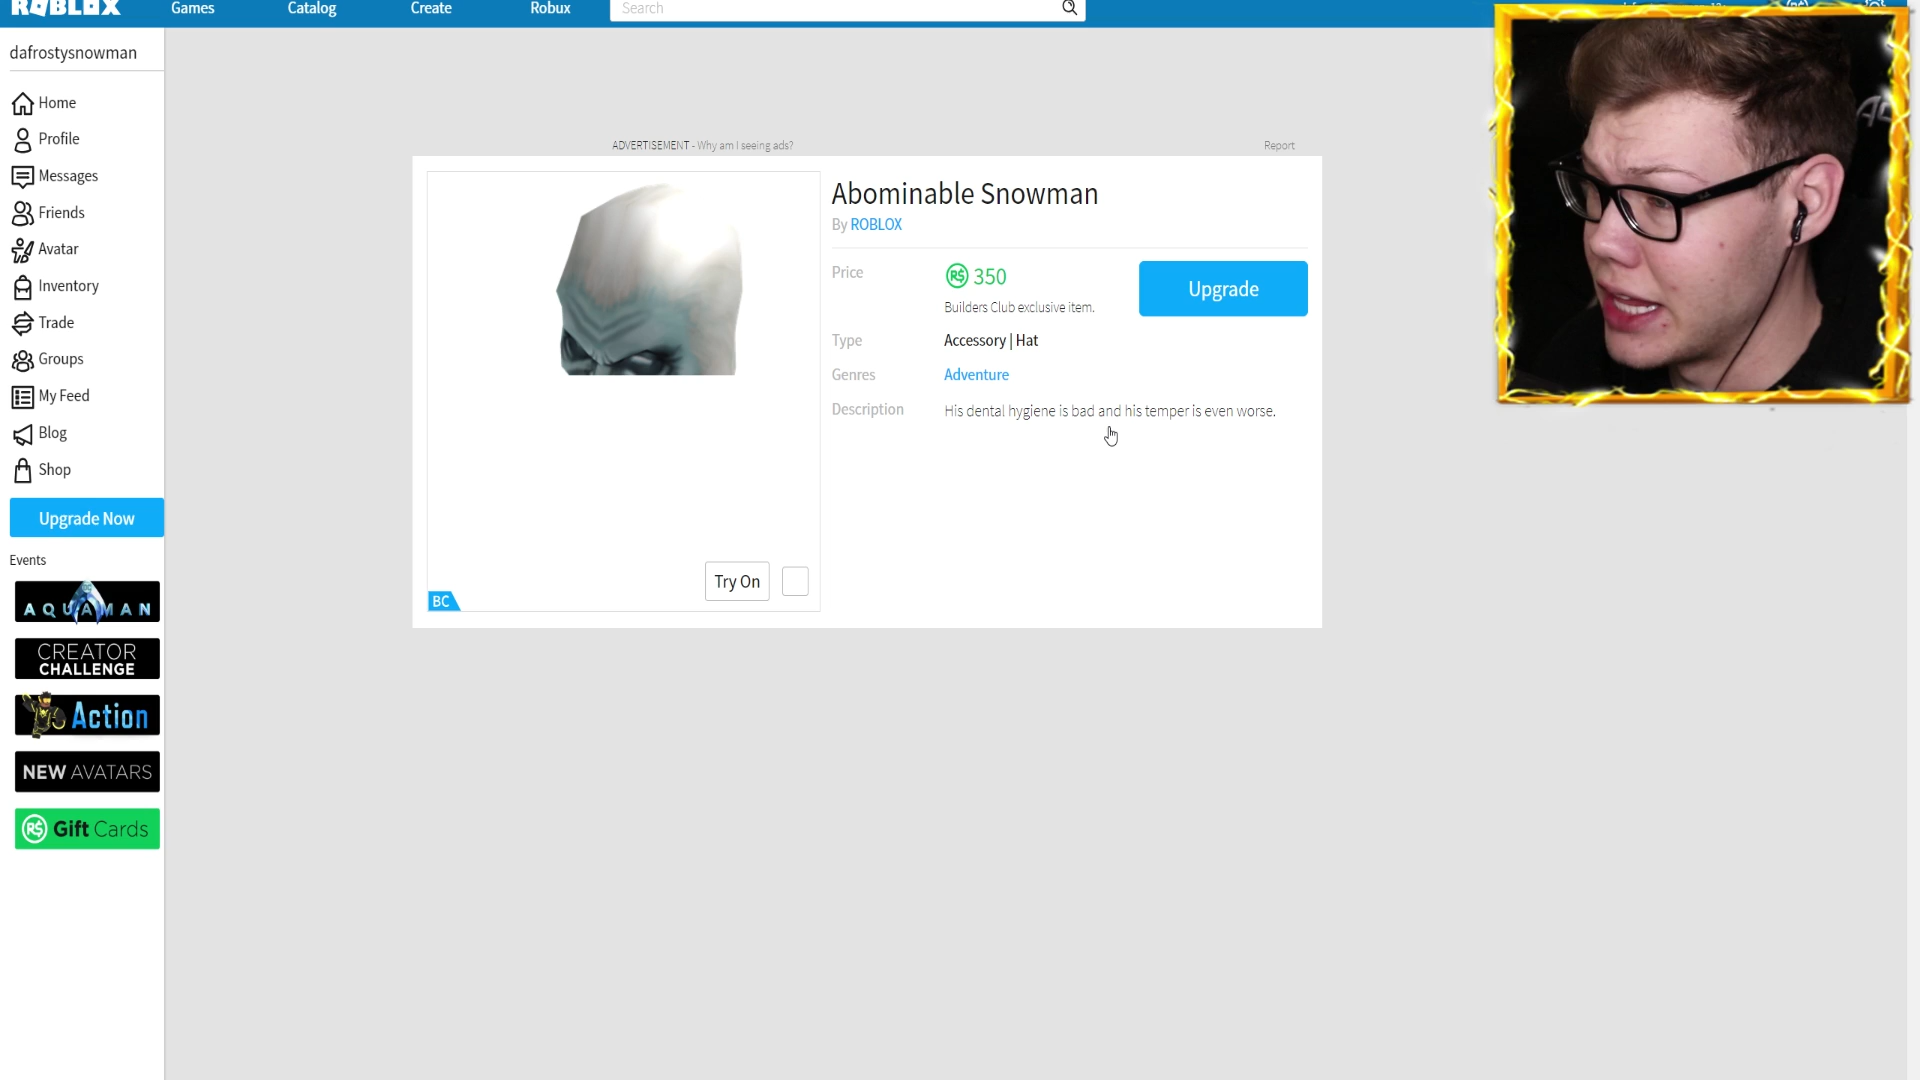 ROBLOX
Games
Catalog
Create
Robux
Search
dafrostysnowman
Home
Profile
Messages
Friends
Avatar
Inventory
Trade
Groups
My Feed
Blog
Shop
Upgrade Now
Events
AQUAMAN
CREATOR
CHALLENGE
Action
NEW AVATARS
R$ Gift Cards
ADVERTISEMENT - Why am I seeing ads?
Report
Abominable Snowman
By ROBLOX
Price
R$ 350
Upgrade
Builders Club exclusive item.
Type
Accessory | Hat
Genres
Adventure
Description
His dental hygiene is bad and his temper is even worse.
Try On
BC